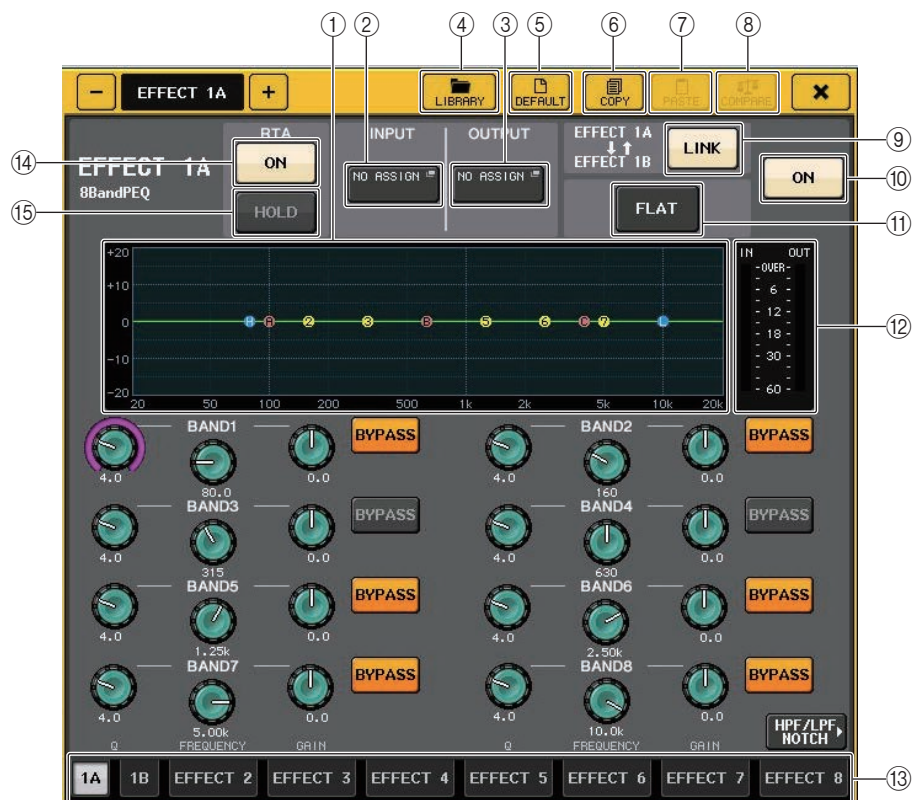 ① ② ④ ③ ⑤ ⑥ ⑦ ⑧
− EFFECT 1A + LIBRARY DEFAULT COPY PASTE COMPARE ×
EFFECT 1A
8BandPEQ
RTA
ON
HOLD
INPUT
NO ASSIGN
OUTPUT
NO ASSIGN
EFFECT 1A
↓↑
EFFECT 1B
LINK
FLAT
ON
⑭
⑮
⑨
⑩
⑪
⑫
+20
+10
0
-10
-20
20 50 100 200 500 1k 2k 5k 10k 20k
H A 2 3 B 5 6 C 7 L
IN OUT
-OVER-
6
12
18
30
60
BAND1 BYPASS
4.0 80.0 0.0
BAND2 BYPASS
4.0 160 0.0
BAND3 BYPASS
4.0 315 0.0
BAND4 BYPASS
4.0 630 0.0
BAND5 BYPASS
4.0 1.25k 0.0
BAND6 BYPASS
4.0 2.50k 0.0
BAND7 BYPASS
4.0 5.00k 0.0
BAND8 BYPASS
4.0 10.0k 0.0
Q FREQUENCY GAIN
Q FREQUENCY GAIN
HPF/LPF
NOTCH
1A 1B EFFECT 2 EFFECT 3 EFFECT 4 EFFECT 5 EFFECT 6 EFFECT 7 EFFECT 8
⑬